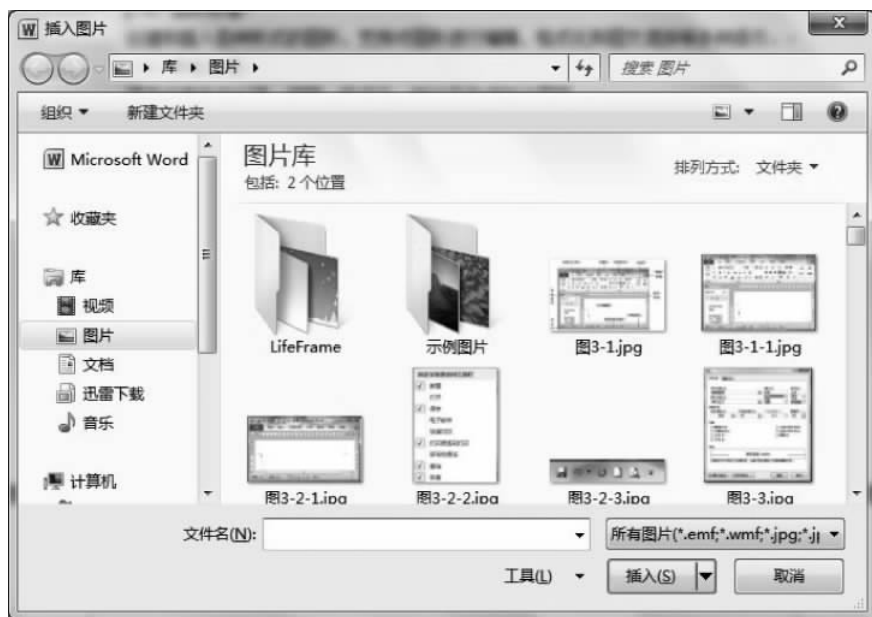 插入图片
库 图片
搜索 图片
组织 新建文件夹
Microsoft Word
收藏夹
库
视频
图片
文档
迅雷下载
音乐
计算机
图片库
包括: 2 个位置
排列方式: 文件夹
LifeFrame
示例图片
图3-1.jpg
图3-1-1.jpg
图3-2-1.jpg
图3-2-2.jpg
图3-2-3.jpg
图3-3.jpg
文件名(N):
所有图片(*.emf;*.wmf;*.jpg;*.j
工具(L)
插入(S)
取消